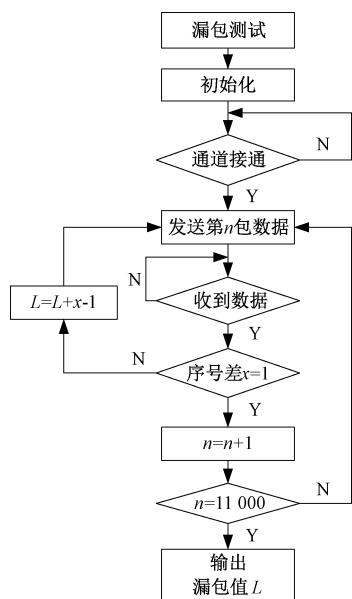 漏包测试
初始化
通道接通
N
Y
发送第n包数据
N
收到数据
L=L+x-1
Y
N
序号差x=1
Y
n=n+1
n=11 000
N
Y
输出
漏包值L